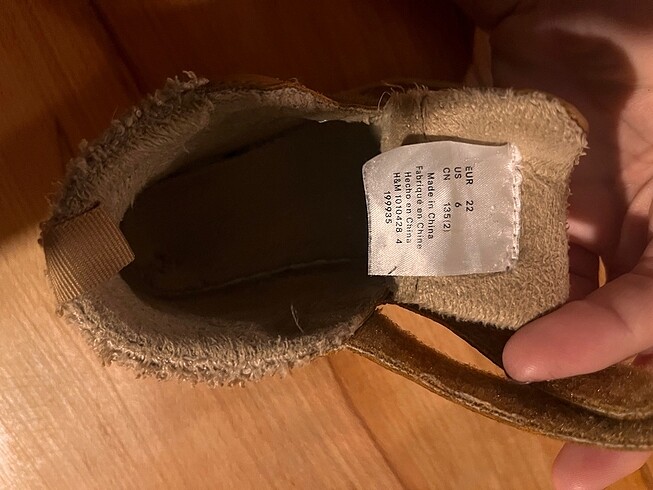 EUR 22
US 6
CN 135(2)
Made in China
Fabriqué en Chine
Hecho en China
H&M 1010428 4
199935